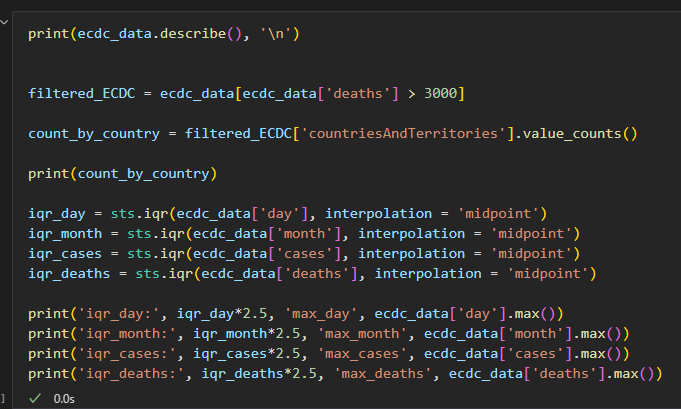 print(ecdc_data.describe(), '\n')
filtered_ECDC = ecdc_data[ecdc_data['deaths'] > 3000]
count_by_country = filtered_ECDC['countriesAndTerritories'].value_counts()
print(count_by_country)
iqr_day = sts.iqr(ecdc_data['day'], interpolation = 'midpoint')
iqr_month = sts.iqr(ecdc_data['month'], interpolation = 'midpoint')
iqr_cases = sts.iqr(ecdc_data['cases'], interpolation = 'midpoint')
iqr_deaths = sts.iqr(ecdc_data['deaths'], interpolation = 'midpoint')
print('iqr_day:', iqr_day*2.5, 'max_day', ecdc_data['day'].max())
print('iqr_month:', iqr_month*2.5, 'max_month', ecdc_data['month'].max())
print('iqr_cases:', iqr_cases*2.5, 'max_cases', ecdc_data['cases'].max())
print('iqr_deaths:', iqr_deaths*2.5, 'max_deaths', ecdc_data['deaths'].max())
] ✓ 0.0s